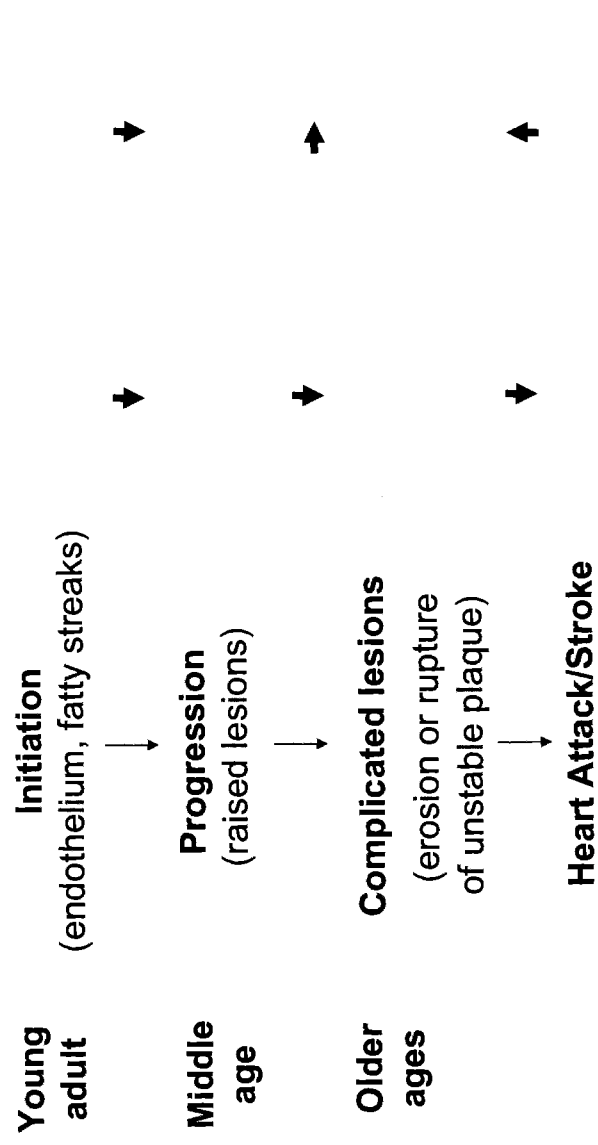 Young
adult
Initiation
(endothelium, fatty streaks)
Middle
age
Progression
(raised lesions)
Older
ages
Complicated lesions
(erosion or rupture
of unstable plaque)
Heart Attack/Stroke